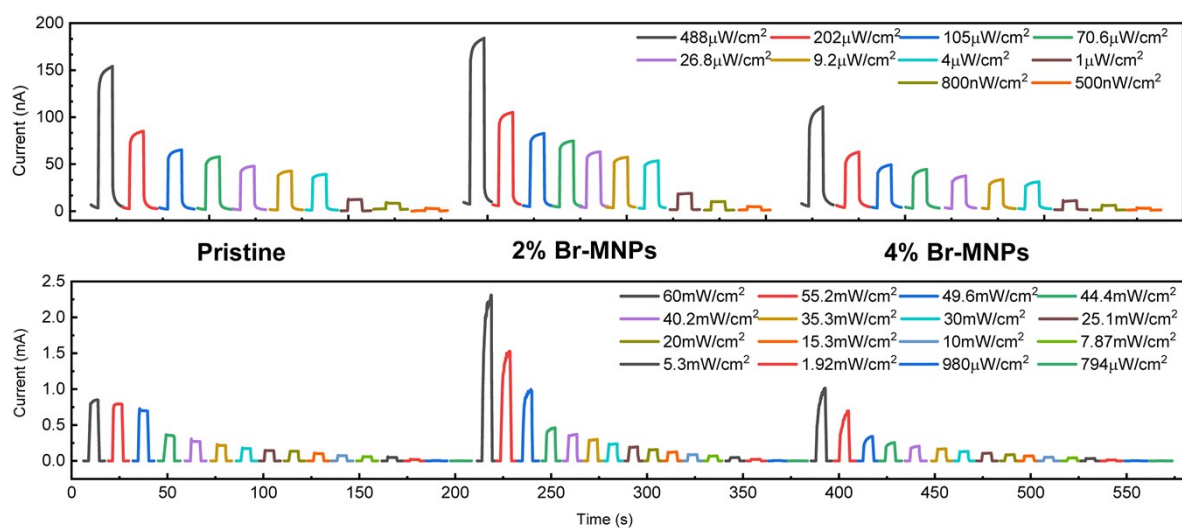 200
150
100
50
0
Current (nA)
488μW/cm² 202μW/cm² 105μW/cm² 70.6μW/cm²
26.8μW/cm² 9.2μW/cm² 4μW/cm² 1μW/cm²
800nW/cm² 500nW/cm²
Pristine 2% Br-MNPs 4% Br-MNPs
2.5
2.0
1.5
1.0
0.5
0.0
Current (mA)
60mW/cm² 55.2mW/cm² 49.6mW/cm² 44.4mW/cm²
40.2mW/cm² 35.3mW/cm² 30mW/cm² 25.1mW/cm²
20mW/cm² 15.3mW/cm² 10mW/cm² 7.87mW/cm²
5.3mW/cm² 1.92mW/cm² 980μW/cm² 794μW/cm²
0 50 100 150 200 250 300 350 400 450 500 550
Time (s)